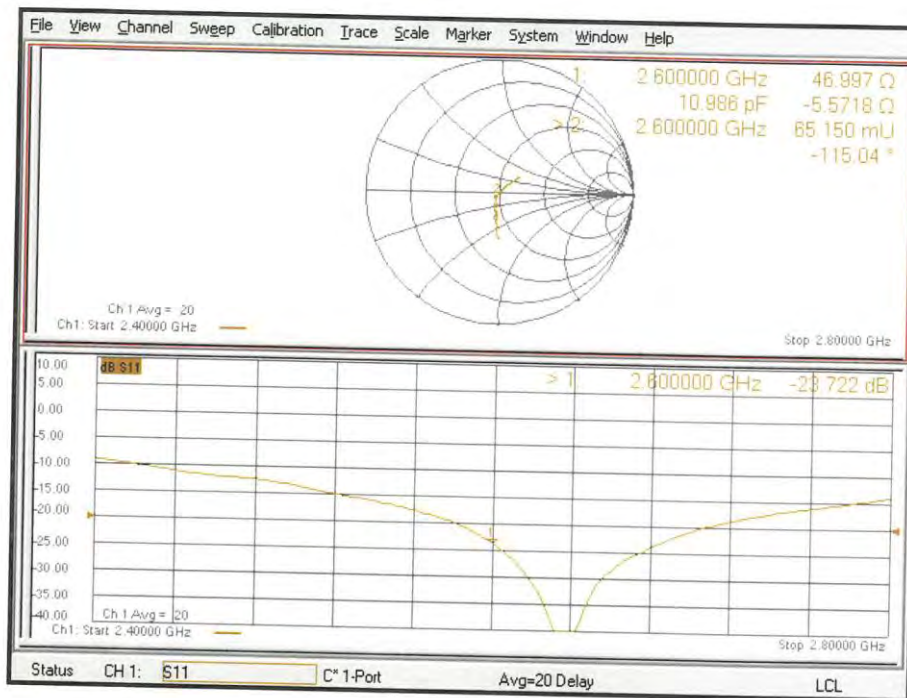 File View Channel Sweep Calibration Trace Scale Marker System Window Help
1: 2.600000 GHz 46.997 Ω
10.986 pF -5.5718 Ω
> 2: 2.600000 GHz 65.150 mU
-115.04 °
Ch 1 Avg = 20
Ch1: Start 2.40000 GHz
Stop 2.80000 GHz
10.00
dB S11
> 1: 2.600000 GHz -23.722 dB
5.00
0.00
-5.00
-10.00
-15.00
-20.00
-25.00
-30.00
-35.00
-40.00
1
Ch 1 Avg = 20
Ch1: Start 2.40000 GHz
Stop 2.80000 GHz
Status CH 1: S11 C* 1-Port Avg=20 Delay LCL